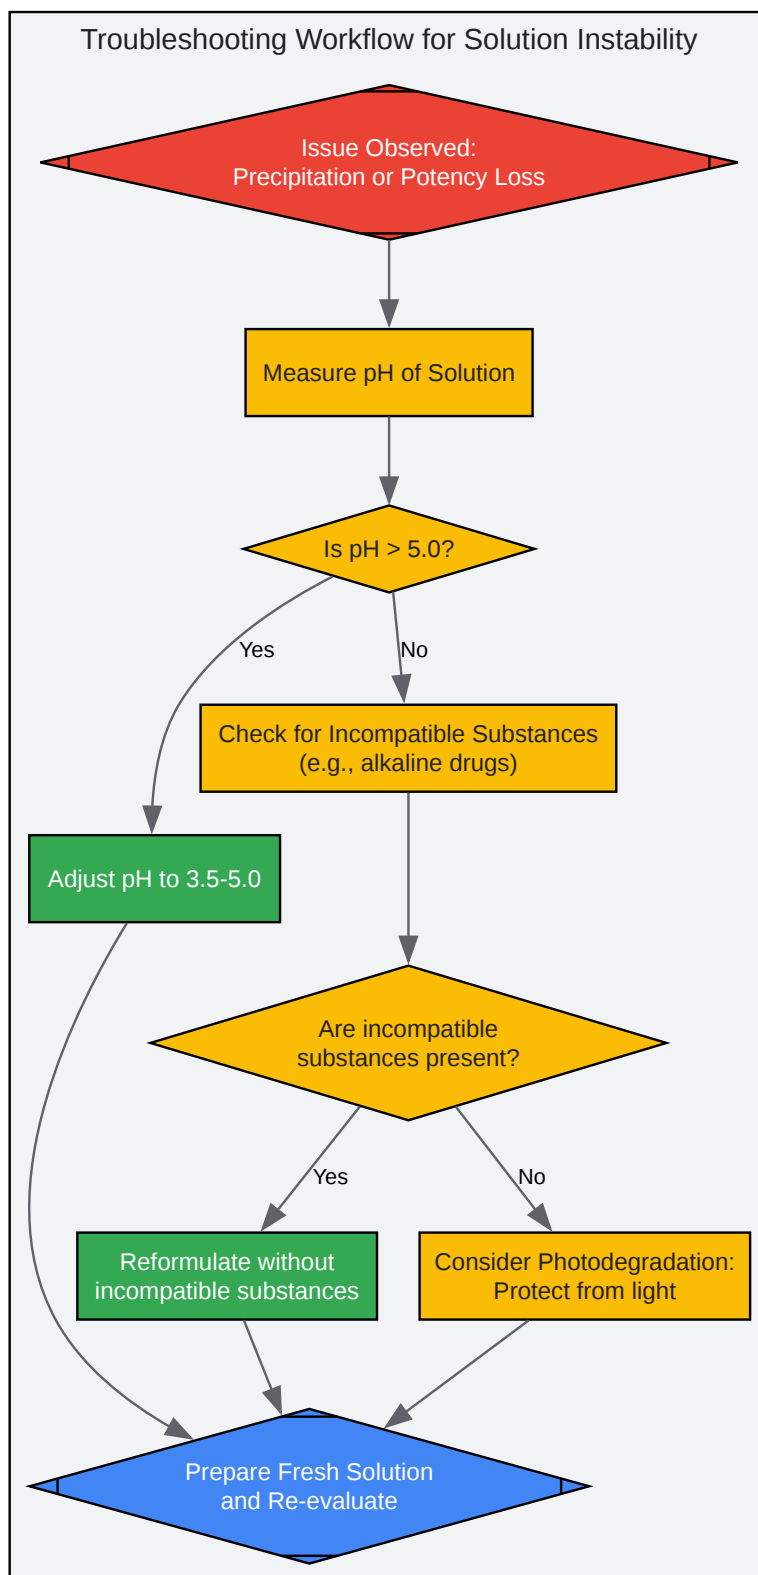 Troubleshooting Workflow for Solution Instability
Issue Observed:
Precipitation or Potency Loss
Measure pH of Solution
Is pH > 5.0?
Yes
No
Check for Incompatible Substances
(e.g., alkaline drugs)
Adjust pH to 3.5-5.0
Are incompatible
substances present?
Yes
No
Reformulate without
incompatible substances
Consider Photodegradation:
Protect from light
Prepare Fresh Solution
and Re-evaluate